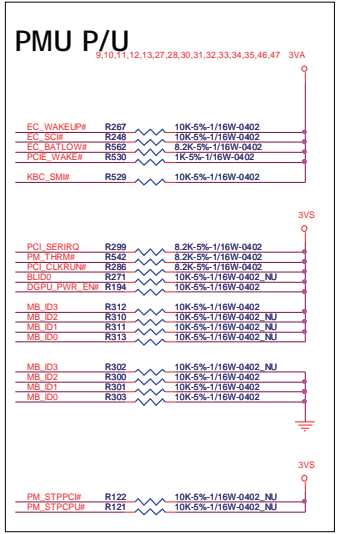 PMU P/U
9,10,11,12,13,27,28,30,31,32,33,34,35,46,47 3VA
EC_WAKEUP# R267 10K-5%-1/16W-0402
EC_SCI# R248 10K-5%-1/16W-0402
EC_BATLOW# R562 8.2K-5%-1/16W-0402
PCIE_WAKE# R530 1K-5%-1/16W-0402
KBC_SMI# R529 10K-5%-1/16W-0402
3VS
PCI_SERIRQ R299 8.2K-5%-1/16W-0402
PM_THRM# R542 8.2K-5%-1/16W-0402
PCI_CLKRUN# R286 8.2K-5%-1/16W-0402
BLID0 R271 10K-5%-1/16W-0402_NU
DGPU_PWR_EN# R194 10K-5%-1/16W-0402
MB_ID3 R312 10K-5%-1/16W-0402
MB_ID2 R310 10K-5%-1/16W-0402_NU
MB_ID1 R311 10K-5%-1/16W-0402_NU
MB_ID0 R313 10K-5%-1/16W-0402_NU
MB_ID3 R302 10K-5%-1/16W-0402_NU
MB_ID2 R300 10K-5%-1/16W-0402
MB_ID1 R301 10K-5%-1/16W-0402
MB_ID0 R303 10K-5%-1/16W-0402
3VS
PM_STPPCI# R122 10K-5%-1/16W-0402_NU
PM_STPCPU# R121 10K-5%-1/16W-0402_NU